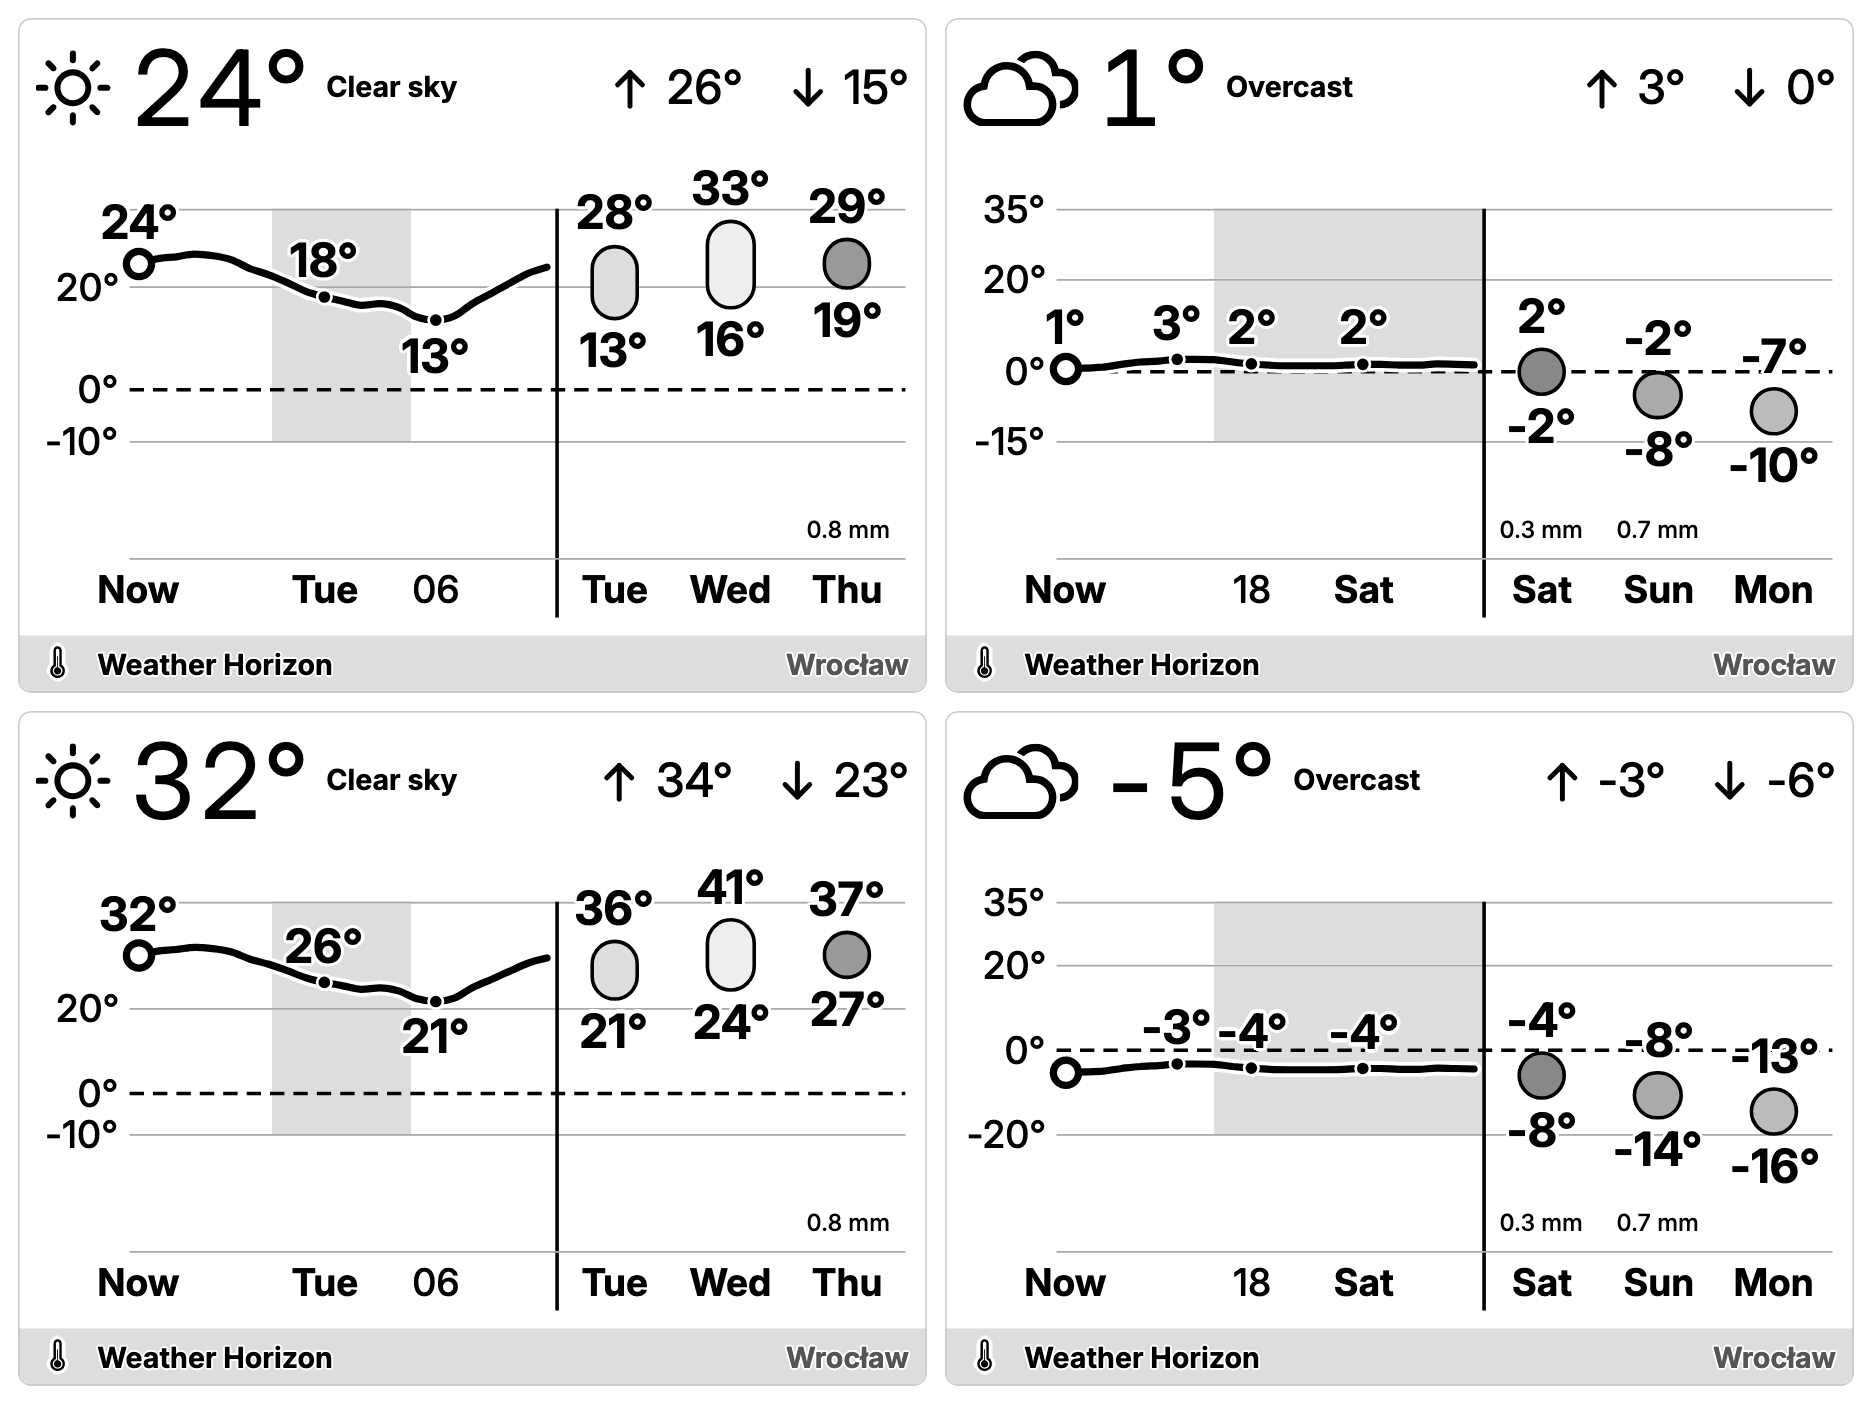 24° Clear sky ↑ 26° ↓ 15°
33°
28° 29°
24°
18°
20°
13° 16° 19°
13°
0°
-10°
0.8 mm
Now Tue 06 Tue Wed Thu
Weather Horizon Wrocław
1° Overcast ↑ 3° ↓ 0°
35°
20°
1° 3° 2° 2° 2° -2° -7°
0°
-15° -2° -8° -10°
0.3 mm 0.7 mm
Now 18 Sat Sat Sun Mon
Weather Horizon Wrocław
32° Clear sky ↑ 34° ↓ 23°
41°
36° 37°
32°
26°
20°
21° 21° 24° 27°
0°
-10°
0.8 mm
Now Tue 06 Tue Wed Thu
Weather Horizon Wrocław
-5° Overcast ↑ -3° ↓ -6°
35°
20°
-3° -4° -4° -4° -8° -13°
0°
-20° -8° -14° -16°
0.3 mm 0.7 mm
Now 18 Sat Sat Sun Mon
Weather Horizon Wrocław